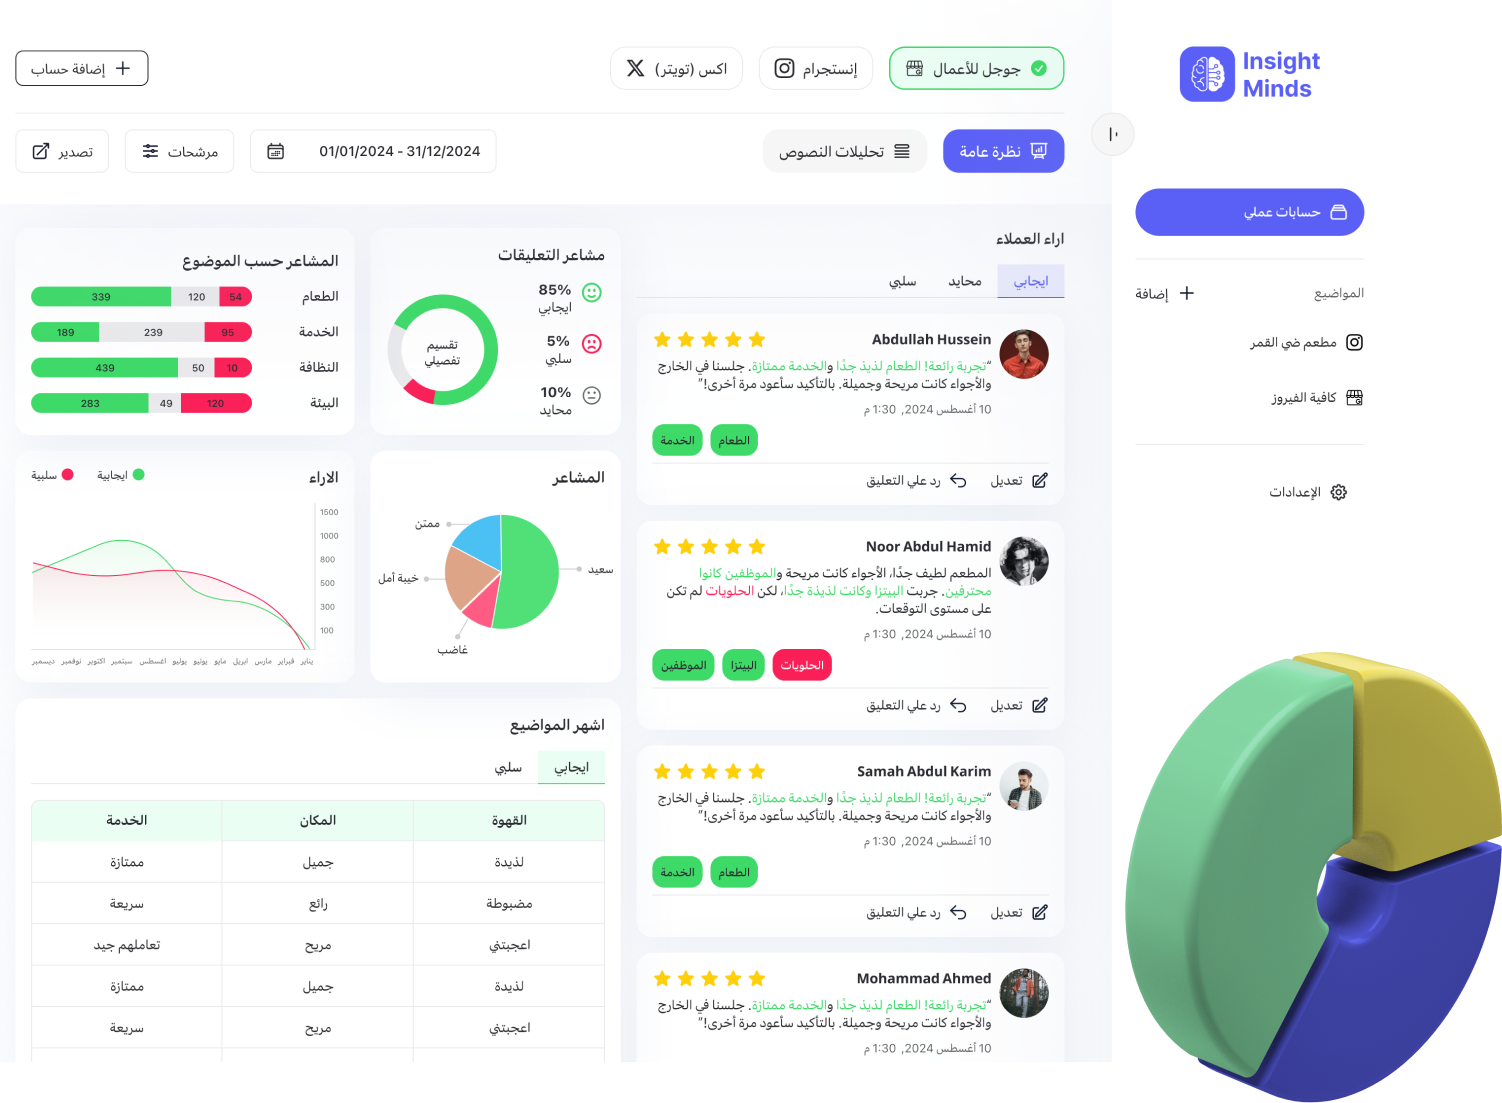 Insight
Minds
حسابات عملي
المواضيع
إضافة
مطعم ضي القمر
كافية الفيروز
الإعدادات
جوجل للأعمال
إنستجرام
اكس (تويتر)
إضافة حساب
نظرة عامة
تحليلات النصوص
01/01/2024 - 31/12/2024
مرشحات
تصدير
اراء العملاء
ايجابي
محايد
سلبي
Abdullah Hussein
“تجربة رائعة! الطعام لذيذ جدًا والخدمة ممتازة. جلسنا في الخارج
والأجواء كانت مريحة وجميلة. بالتأكيد سأعود مرة أخرى!”
10 أغسطس 2024, 1:30 م
الطعام
الخدمة
تعديل
رد علي التعليق
Noor Abdul Hamid
المطعم لطيف جدًا، الأجواء كانت مريحة والموظفين كانوا
محترفين. جربت البيتزا وكانت لذيذة جدًا، لكن الحلويات لم تكن
على مستوى التوقعات.
10 أغسطس 2024, 1:30 م
الحلويات
البيتزا
الموظفين
تعديل
رد علي التعليق
Samah Abdul Karim
“تجربة رائعة! الطعام لذيذ جدًا والخدمة ممتازة. جلسنا في الخارج
والأجواء كانت مريحة وجميلة. بالتأكيد سأعود مرة أخرى!”
10 أغسطس 2024, 1:30 م
الطعام
الخدمة
تعديل
رد علي التعليق
Mohammad Ahmed
“تجربة رائعة! الطعام لذيذ جدًا والخدمة ممتازة. جلسنا في الخارج
والأجواء كانت مريحة وجميلة. بالتأكيد سأعود مرة أخرى!”
10 أغسطس 2024, 1:30 م
مشاعر التعليقات
85%
ايجابي
5%
سلبي
10%
محايد
تقسيم
تفصيلي
المشاعر حسب الموضوع
الطعام 54 120 339
الخدمة 95 239 189
النظافة 10 50 439
البيئة 120 49 283
المشاعر
ممتن
سعيد
خيبة أمل
غاضب
الاراء
ايجابية
سلبية
1500
1000
800
500
300
100
يناير فبراير مارس ابريل مايو يونيو يوليو اغسطس سبتمبر اكتوبر نوفمبر ديسمبر
اشهر المواضيع
ايجابي
سلبي
القهوة المكان الخدمة
لذيذة جميل ممتازة
مضبوطة رائع سريعة
اعجبتني مريح تعاملهم جيد
لذيذة جميل ممتازة
اعجبتني مريح سريعة